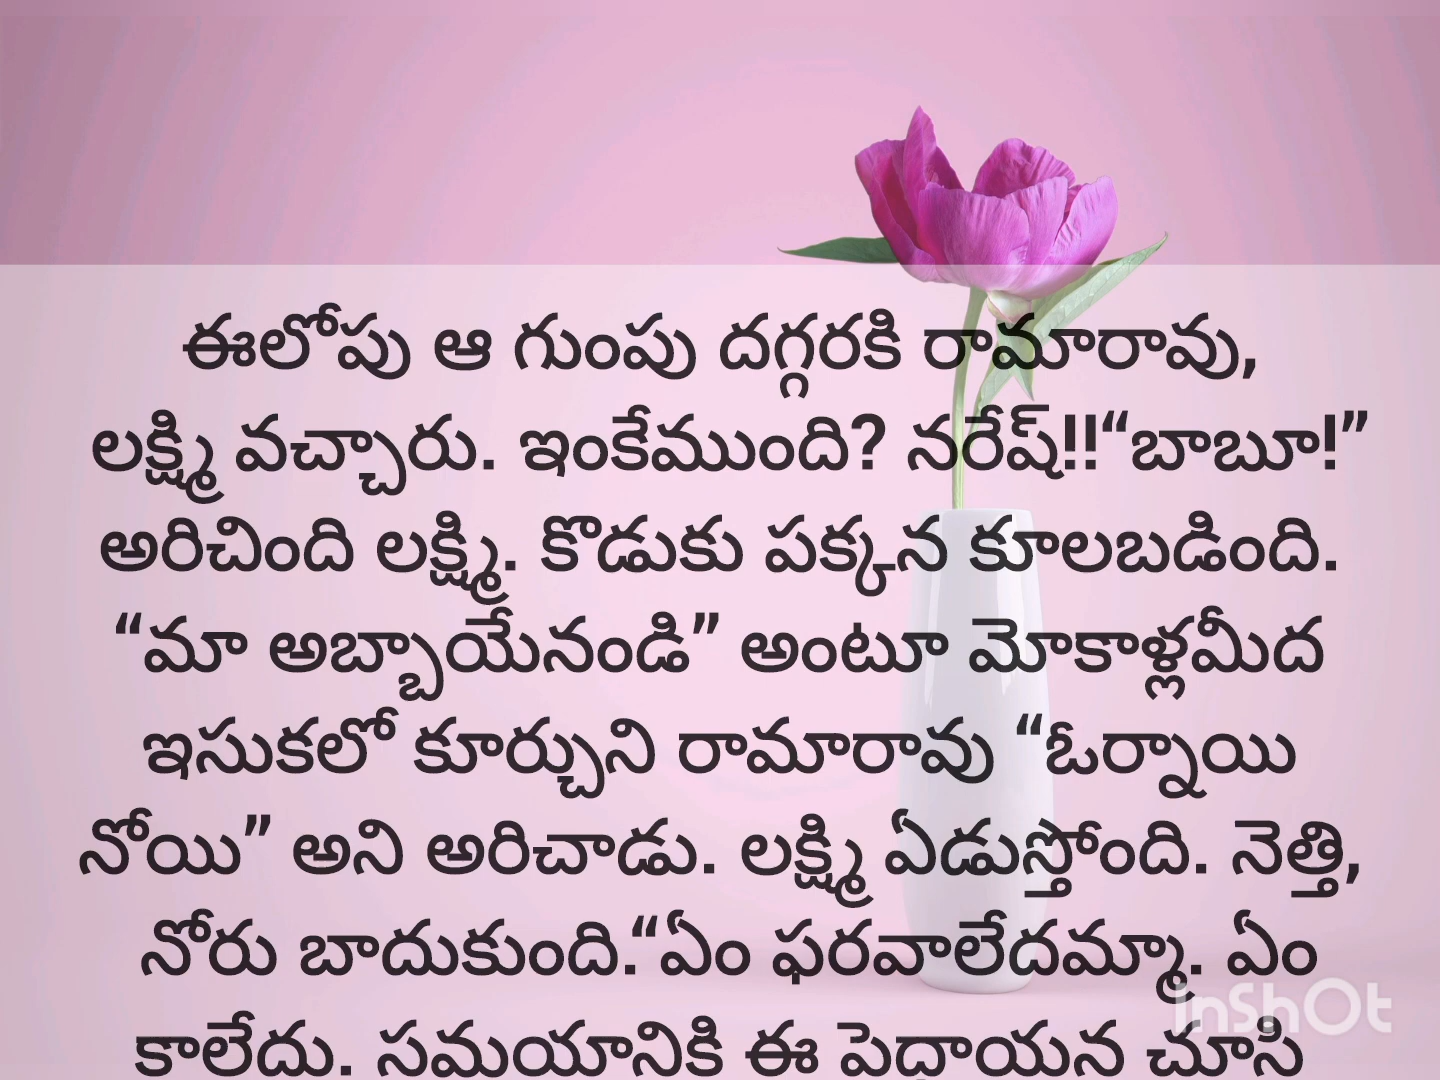 ఈలోపు ఆ గుంపు దగ్గరకి రామారావు,
లక్ష్మి వచ్చారు. ఇంకేముంది? నరేష్!!“బాబూ!”
అరిచింది లక్ష్మి. కొడుకు పక్కన కూలబడింది.
“మా అబ్బాయేనండి” అంటూ మోకాళ్లమీద
ఇసుకలో కూర్చుని రామారావు “ఓర్నాయి
నోయి” అని అరిచాడు. లక్ష్మి ఏడుస్తోంది. నెత్తి,
నోరు బాదుకుంది.“ఏం ఫరవాలేదమ్మా. ఏం
కాలేదు. సమయానికి ఈ పెద్దాయన చూసి
InShOt